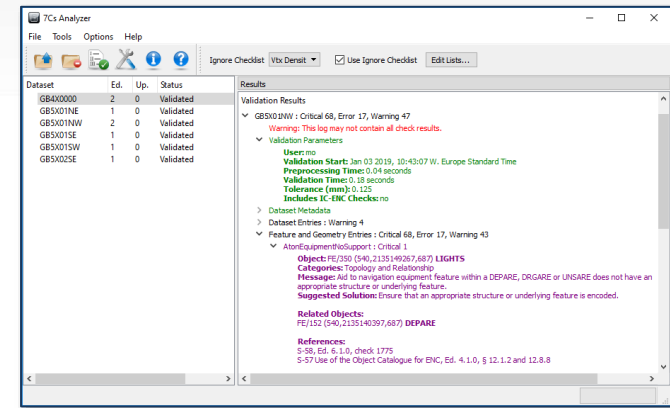 7Cs Analyzer
File Tools Options Help
Ignore Checklist Vtx Densit Use Ignore Checklist Edit Lists...
Dataset Ed. Up. Status
GB4X0000 2 0 Validated
GB5X01NE 1 0 Validated
GB5X01NW 2 0 Validated
GB5X01SE 1 0 Validated
GB5X01SW 1 0 Validated
GB5X02SE 1 0 Validated
Results
Validation Results
GB5X01NW : Critical 68, Error 17, Warning 47
Warning: This log may not contain all check results.
Validation Parameters
User: mo
Validation Start: Jan 03 2019, 10:43:07 W. Europe Standard Time
Preprocessing Time: 0.04 seconds
Validation Time: 0.18 seconds
Tolerance (mm): 0.125
Includes IC-ENC Checks: no
Dataset Metadata
Dataset Entries : Warning 4
Feature and Geometry Entries : Critical 68, Error 17, Warning 43
AtonEquipmentNoSupport : Critical 1
Object: FE/350 (540,2135149267,687) LIGHTS
Categories: Topology and Relationship
Message: Aid to navigation equipment feature within a DEPARE, DRGARE or UNSARE does not have an
appropriate structure or underlying feature.
Suggested Solution: Ensure that an appropriate structure or underlying feature is encoded.
Related Objects:
FE/152 (540,2135140397,687) DEPARE
References:
S-58, Ed. 6.1.0, check 1775
S-57 Use of the Object Catalogue for ENC, Ed. 4.1.0, § 12.1.2 and 12.8.8